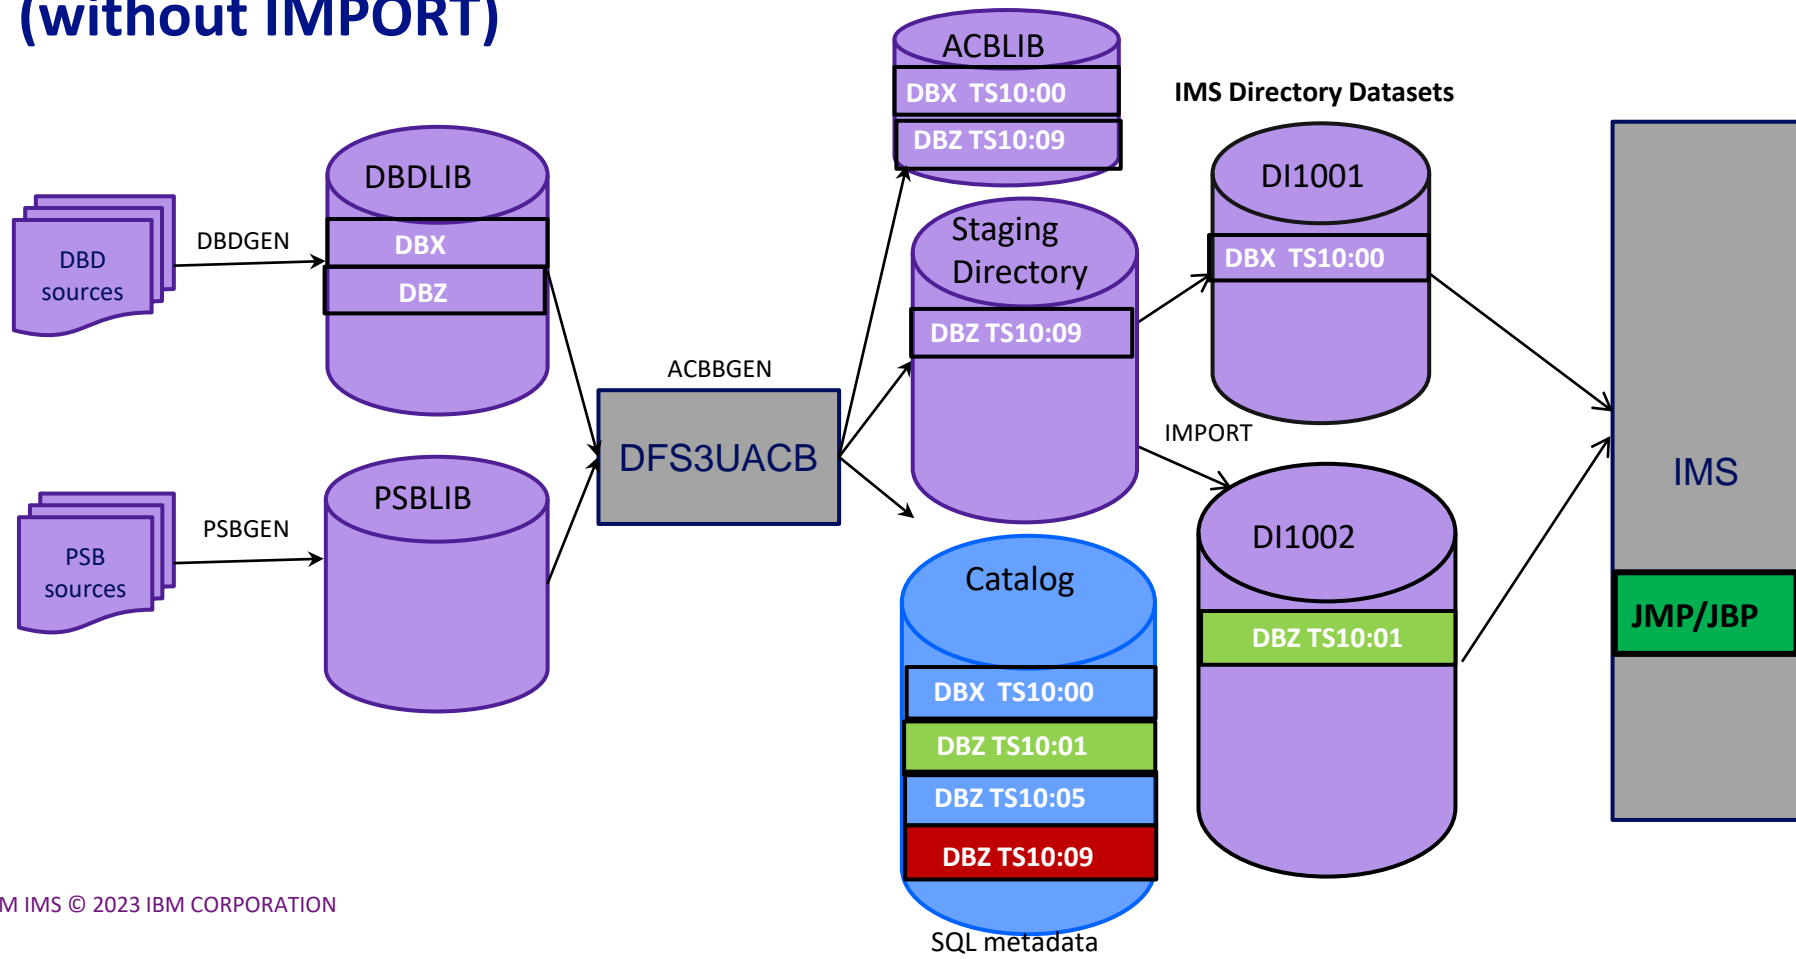 (without IMPORT)
ACBLIB
DBX TS10:00
DBZ TS10:09
IMS Directory Datasets
DBD
sources
DBDGEN
DBDLIB
DBX
DBZ
Staging
Directory
DBZ TS10:09
DI1001
DBX TS10:00
ACBBGEN
DFS3UACB
IMPORT
PSB
sources
PSBGEN
PSBLIB
DI1002
DBZ TS10:01
IMS
JMP/JBP
Catalog
DBX TS10:00
DBZ TS10:01
DBZ TS10:05
DBZ TS10:09
SQL metadata
M IMS © 2023 IBM CORPORATION